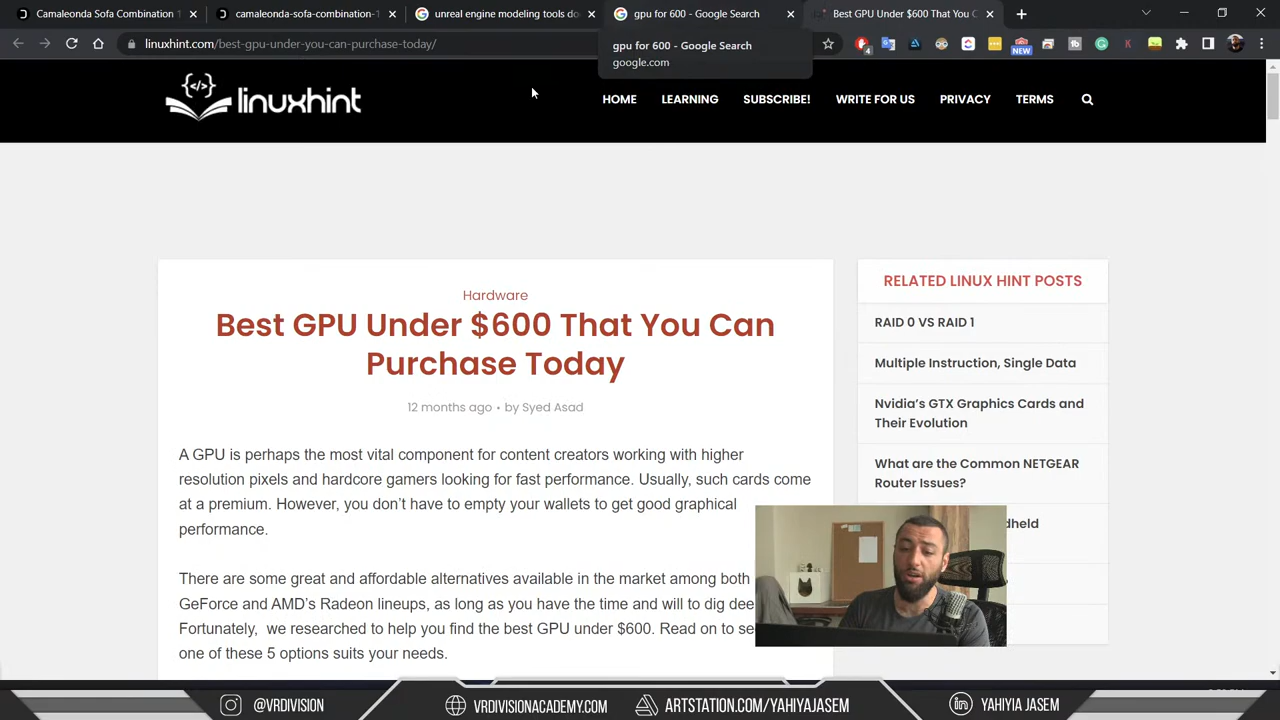 Camaleonda Sofa Combination 1
camaleonda-sofa-combination-1
unreal engine modeling tools do
gpu for 600 - Google Search
Best GPU Under $600 That You C
linuxhint.com/best-gpu-under-you-can-purchase-today/
gpu for 600 - Google Search
google.com
4
NEW
linuxhint
HOME
LEARNING
SUBSCRIBE!
WRITE FOR US
PRIVACY
TERMS
Hardware
Best GPU Under $600 That You Can
Purchase Today
12 months ago • by Syed Asad
A GPU is perhaps the most vital component for content creators working with higher
resolution pixels and hardcore gamers looking for fast performance. Usually, such cards come
at a premium. However, you don’t have to empty your wallets to get good graphical
performance.
There are some great and affordable alternatives available in the market among both
GeForce and AMD’s Radeon lineups, as long as you have the time and will to dig dee
Fortunately, we researched to help you find the best GPU under $600. Read on to se
one of these 5 options suits your needs.
RELATED LINUX HINT POSTS
RAID 0 VS RAID 1
Multiple Instruction, Single Data
Nvidia’s GTX Graphics Cards and
Their Evolution
What are the Common NETGEAR
Router Issues?
dheld
@VRDIVISION
VRDIVISIONACADEMY.COM
ARTSTATION.COM/YAHIYAJASEM
YAHIYIA JASEM